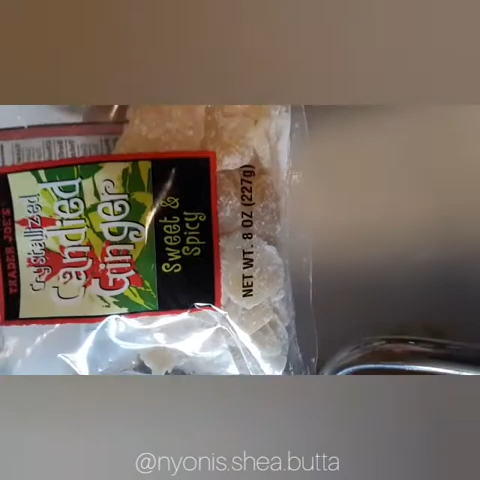 TRADER JOE'S
Crystallized
Candied
Ginger
Sweet &
Spicy
NET WT. 8 OZ (227g)
@nyonis.shea.butta